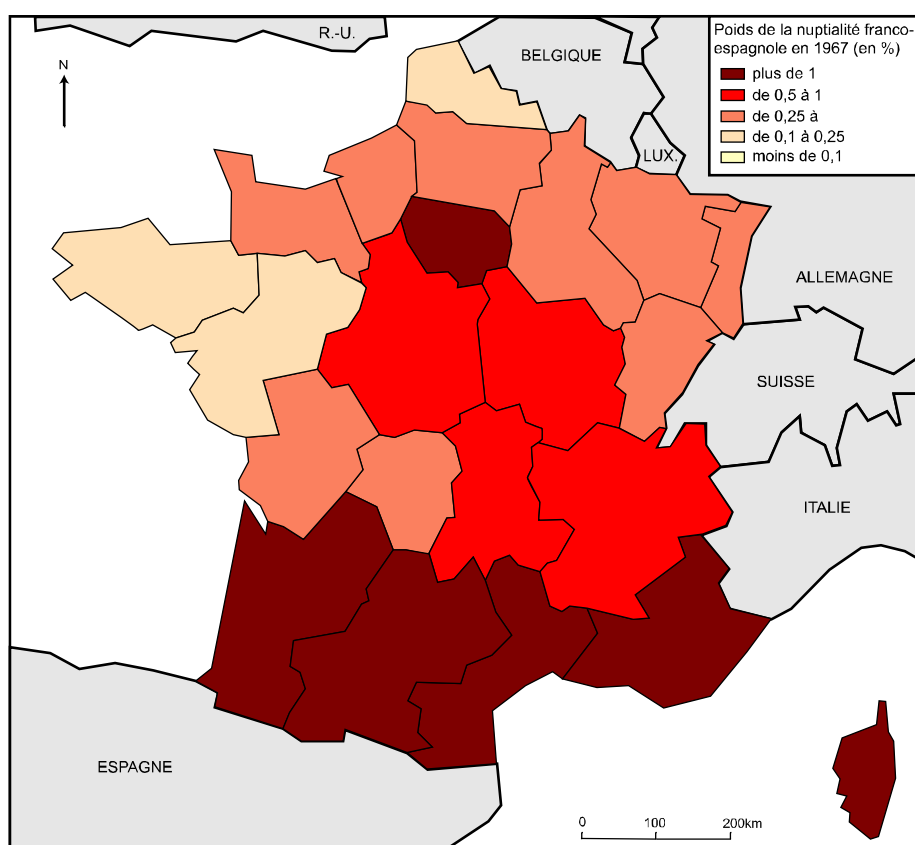 R.-U.
BELGIQUE
Poids de la nuptialité franco-
espagnole en 1967 (en %)
plus de 1
de 0,5 à 1
de 0,25 à
de 0,1 à 0,25
moins de 0,1
N
LUX.
ALLEMAGNE
SUISSE
ITALIE
ESPAGNE
0 100 200km